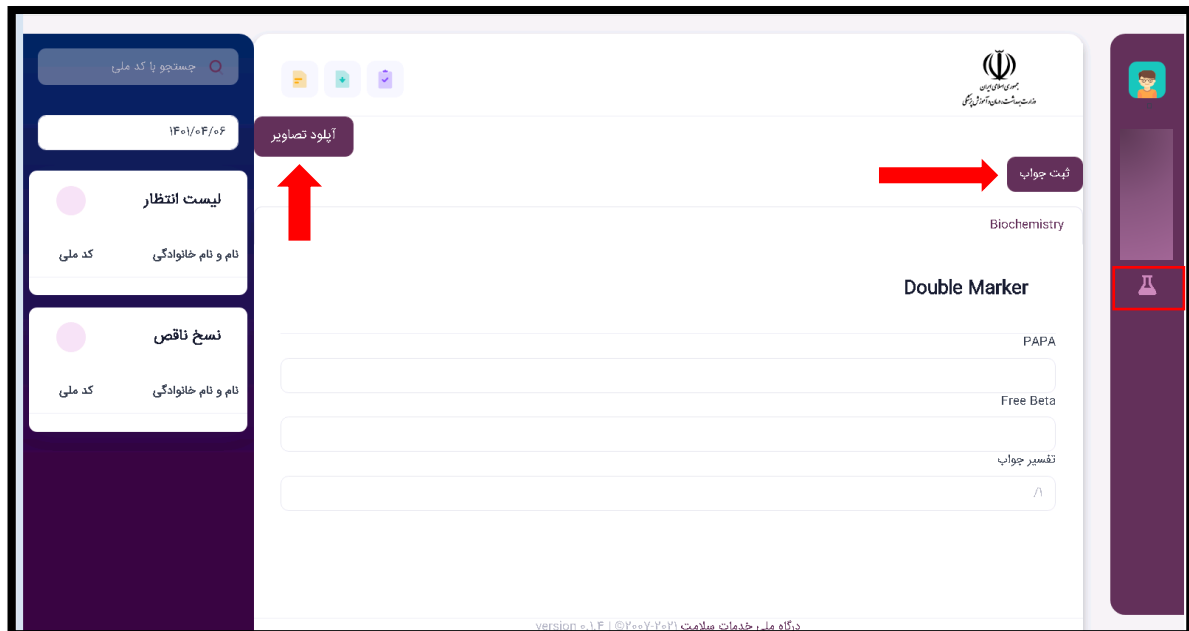 جستجو با کد ملی
۱۴۰۱/۰۴/۰۶
لیست انتظار
نام و نام خانوادگی
کد ملی
نسخ ناقص
نام و نام خانوادگی
کد ملی
جمهوری اسلامی ایران
وزارت بهداشت، درمان و آموزش پزشکی
آپلود تصاویر
ثبت جواب
Biochemistry
Double Marker
PAPA
Free Beta
تفسیر جواب
/۱
درگاه ملی خدمات سلامت ۲۰۲۱-۲۰۰۷© | version ۰.۱.۴